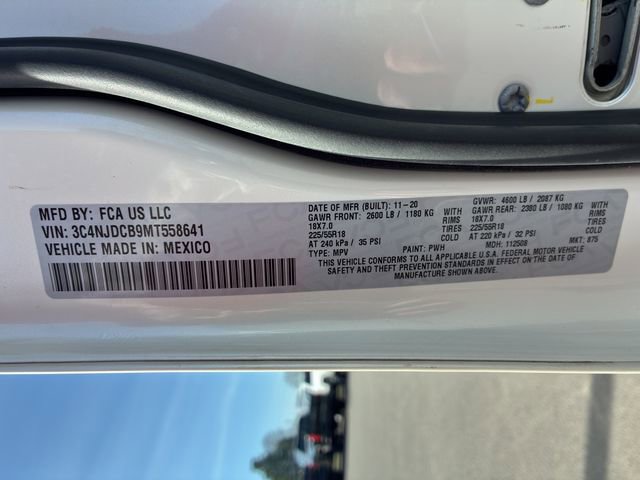 MFD BY: FCA US LLC
VIN: 3C4NJDCB9MT558641
VEHICLE MADE IN: MEXICO
DATE OF MFR (BUILT): 11-20
GAWR FRONT: 2600 LB / 1180 KG
18X7.0 RIMS
225/55R18 TIRES
AT 240 kPa / 35 PSI COLD
TYPE: MPV
GVWR: 4600 LB / 2087 KG
GAWR REAR: 2380 LB / 1080 KG
18X7.0 RIMS
225/55R18 TIRES
AT 220 kPa / 32 PSI COLD
PAINT: PWH MDH: 112508 MKT: 875
THIS VEHICLE CONFORMS TO ALL APPLICABLE U.S.A. FEDERAL MOTOR VEHICLE
SAFETY AND THEFT PREVENTION STANDARDS IN EFFECT ON THE DATE OF
MANUFACTURE SHOWN ABOVE